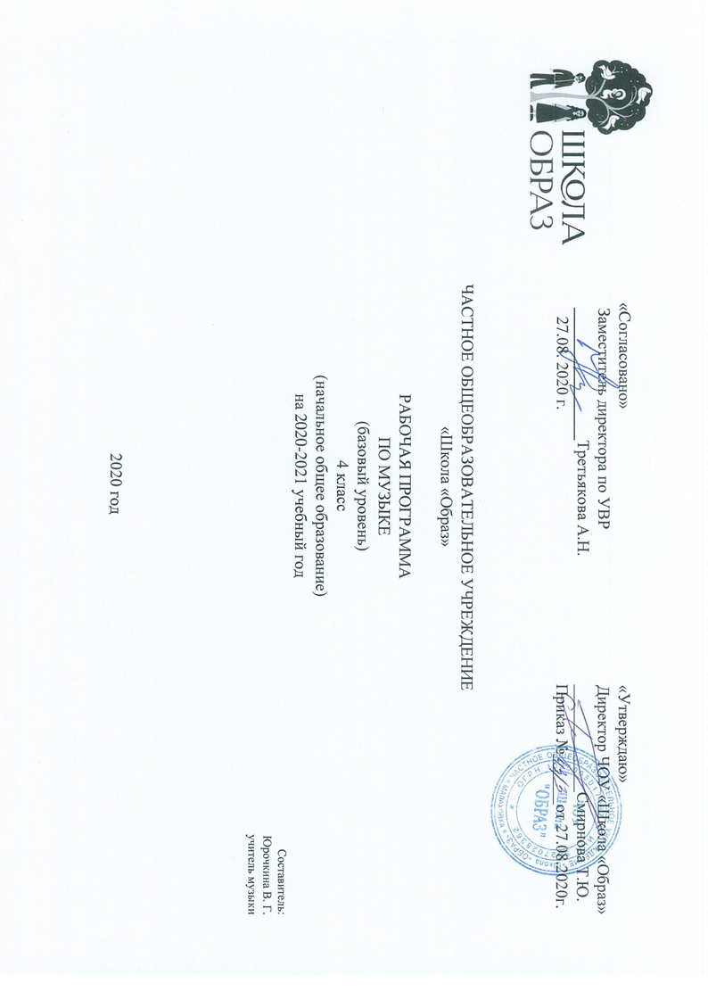 ШКОЛА
ОБРАЗ
«Согласовано»
Заместитель директора по УВР
Третьякова А.Н.
27.08. 2020 г.
«Утверждаю»
Директор ЧОУ «Школа «Образ»
Смирнова Т.Ю.
Приказ № от 27.08.2020г.
"ОБРАЗ"
ЧАСТНОЕ ОБЩЕОБРАЗОВАТЕЛЬНОЕ УЧРЕЖДЕНИЕ
«Школа «Образ»
РАБОЧАЯ ПРОГРАММА
ПО МУЗЫКЕ
(базовый уровень)
4 класс
(начальное общее образование)
на 2020-2021 учебный год
Составитель:
Юрочкина В. Г.
учитель музыки
2020 год